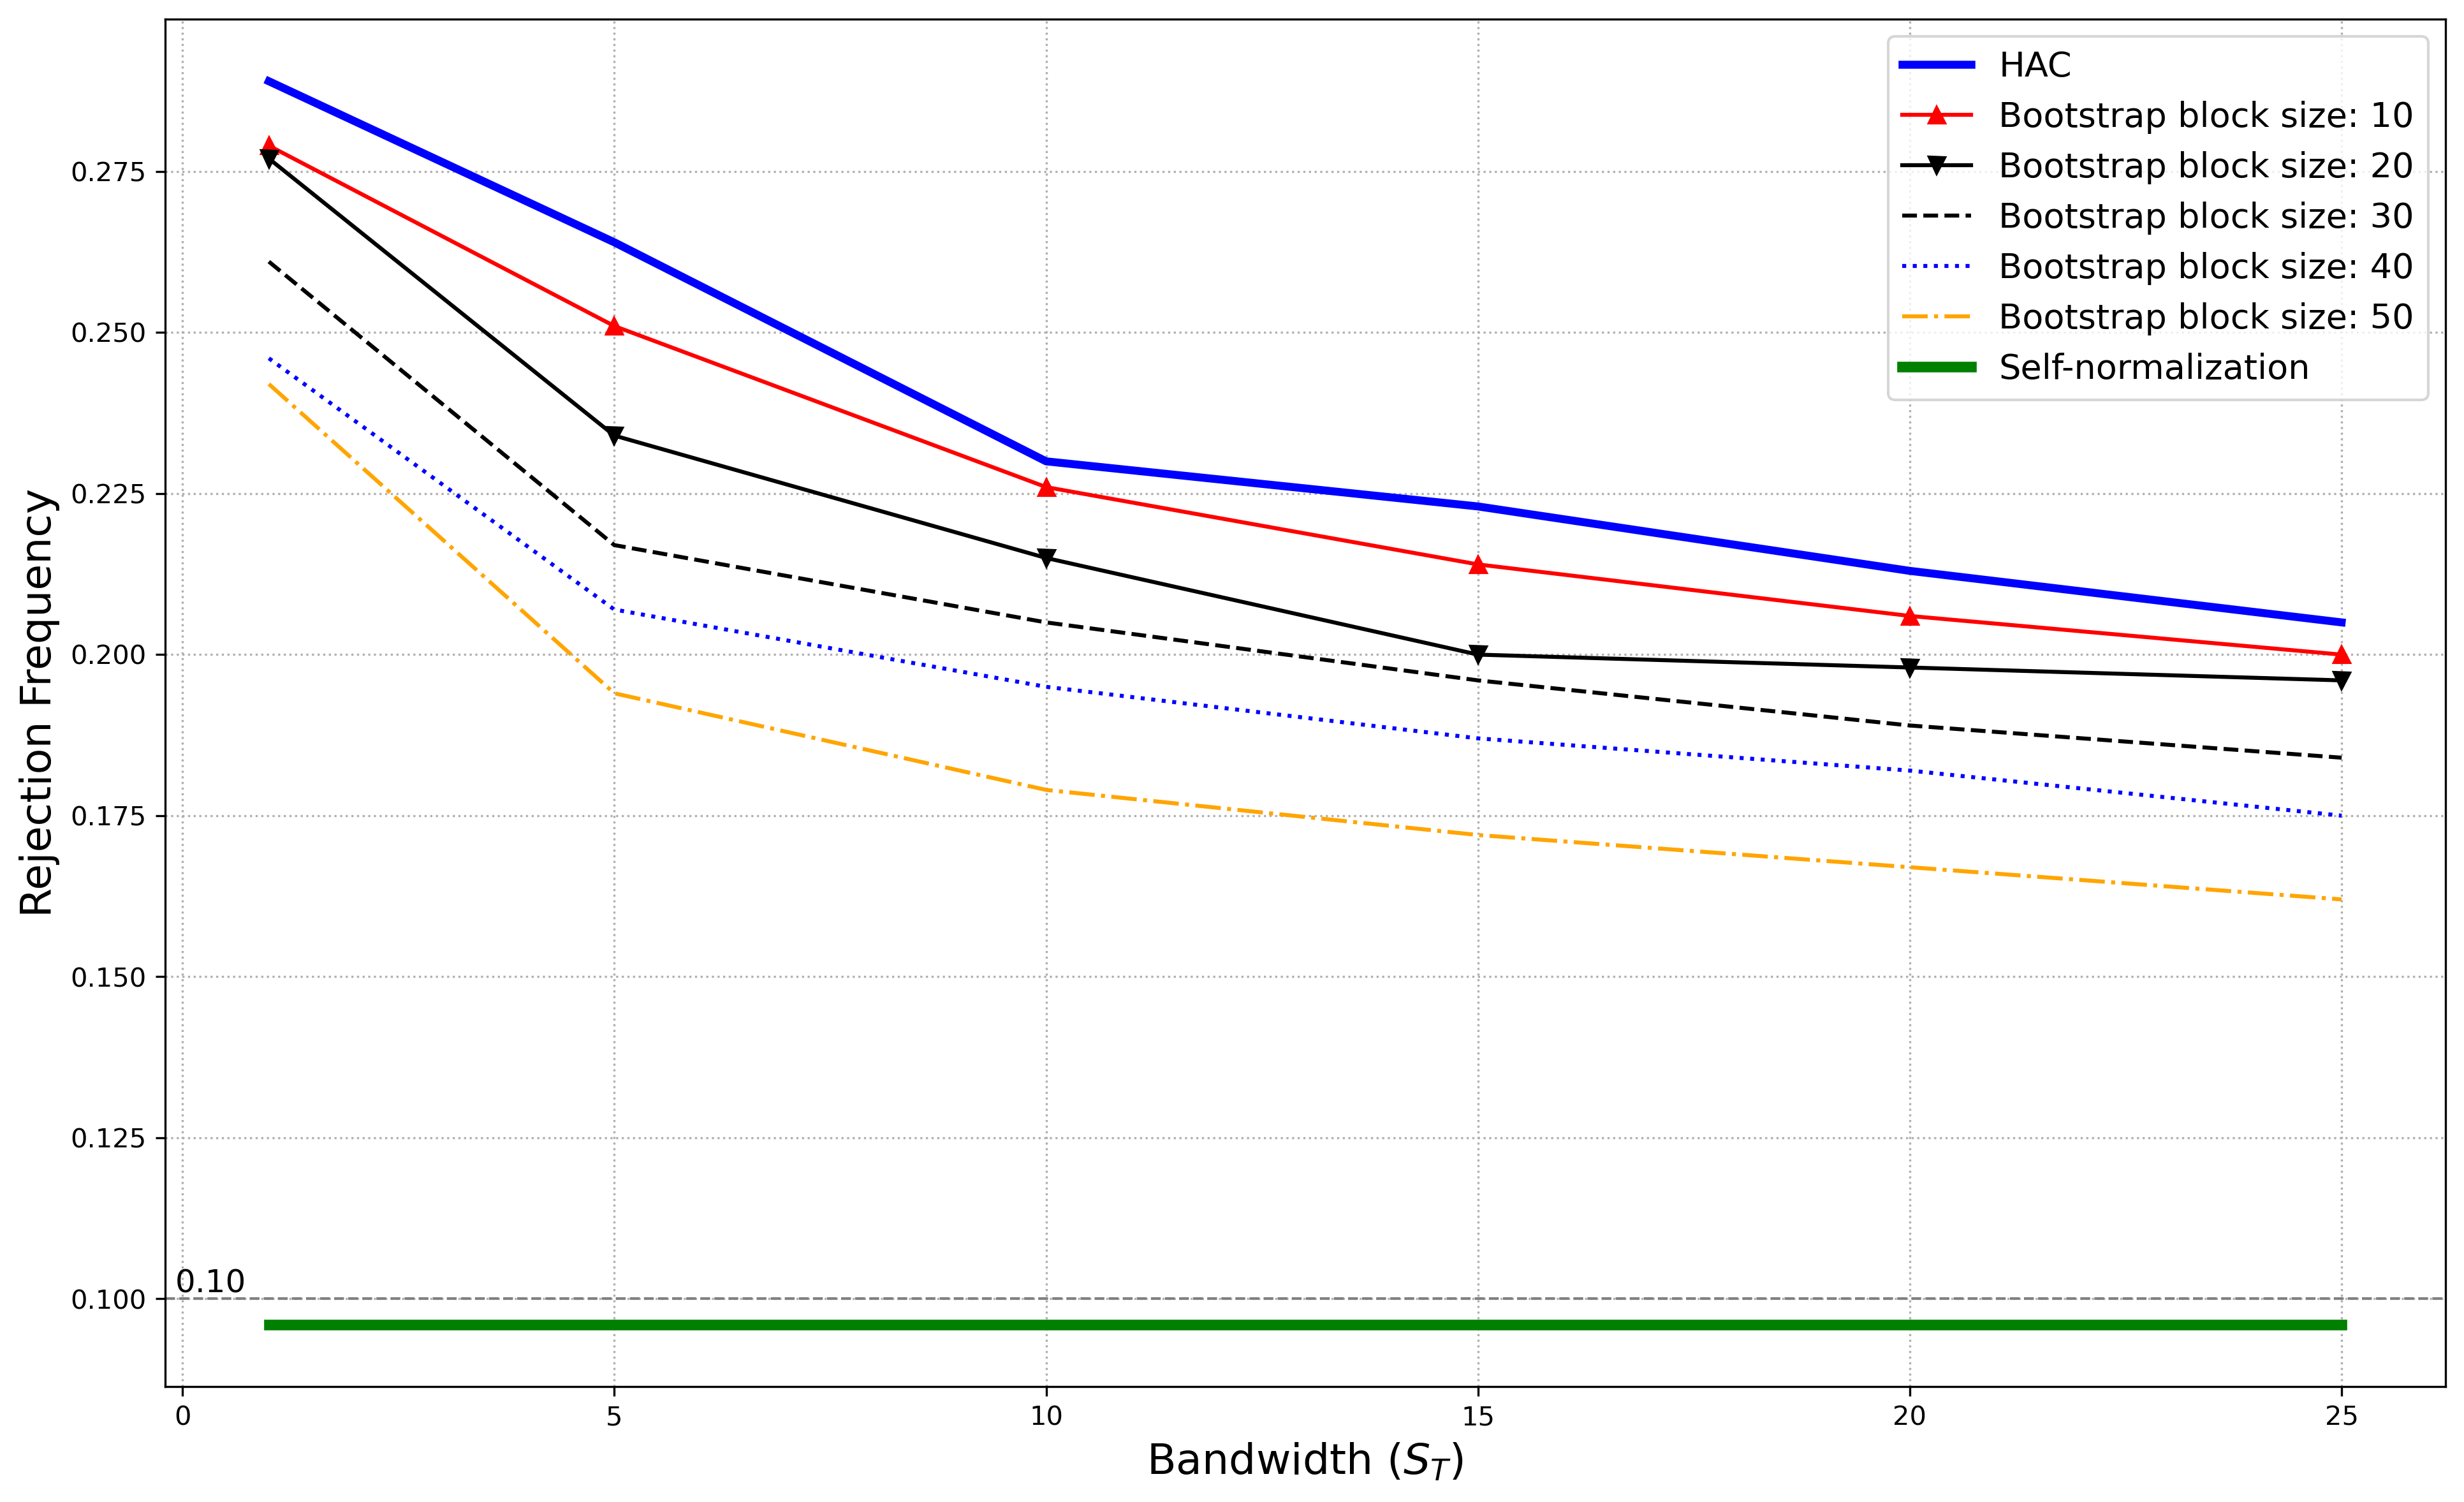 HAC
Bootstrap block size: 10
Bootstrap block size: 20
Bootstrap block size: 30
Bootstrap block size: 40
Bootstrap block size: 50
Self-normalization
Rejection Frequency
0.275
0.250
0.225
0.200
0.175
0.150
0.125
0.100
0.10
0 5 10 15 20 25
Bandwidth (S_T)